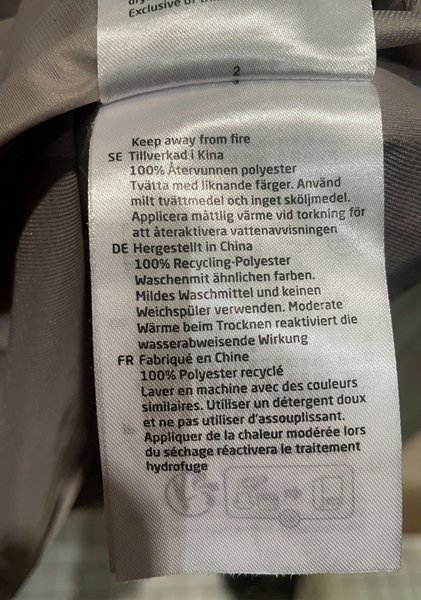 Exclusive of
2
Keep away from fire
SE Tillverkad i Kina
100% Återvunnen polyester
Tvätta med liknande färger. Använd
milt tvättmedel och inget sköljmedel.
Applicera måttlig värme vid torkning för
att återaktivera vattenavvisningen
DE Hergestellt in China
100% Recycling-Polyester
Waschenmit ähnlichen farben.
Mildes Waschmittel und keinen
Weichspüler verwenden. Moderate
Wärme beim Trocknen reaktiviert die
wasserabweisende Wirkung
FR Fabriqué en Chine
100% Polyester recyclé
Laver en machine avec des couleurs
similaires. Utiliser un détergent doux
et ne pas utiliser d'assouplissant.
Appliquer de la chaleur modérée lors
du séchage réactivera le traitement
hydrofuge